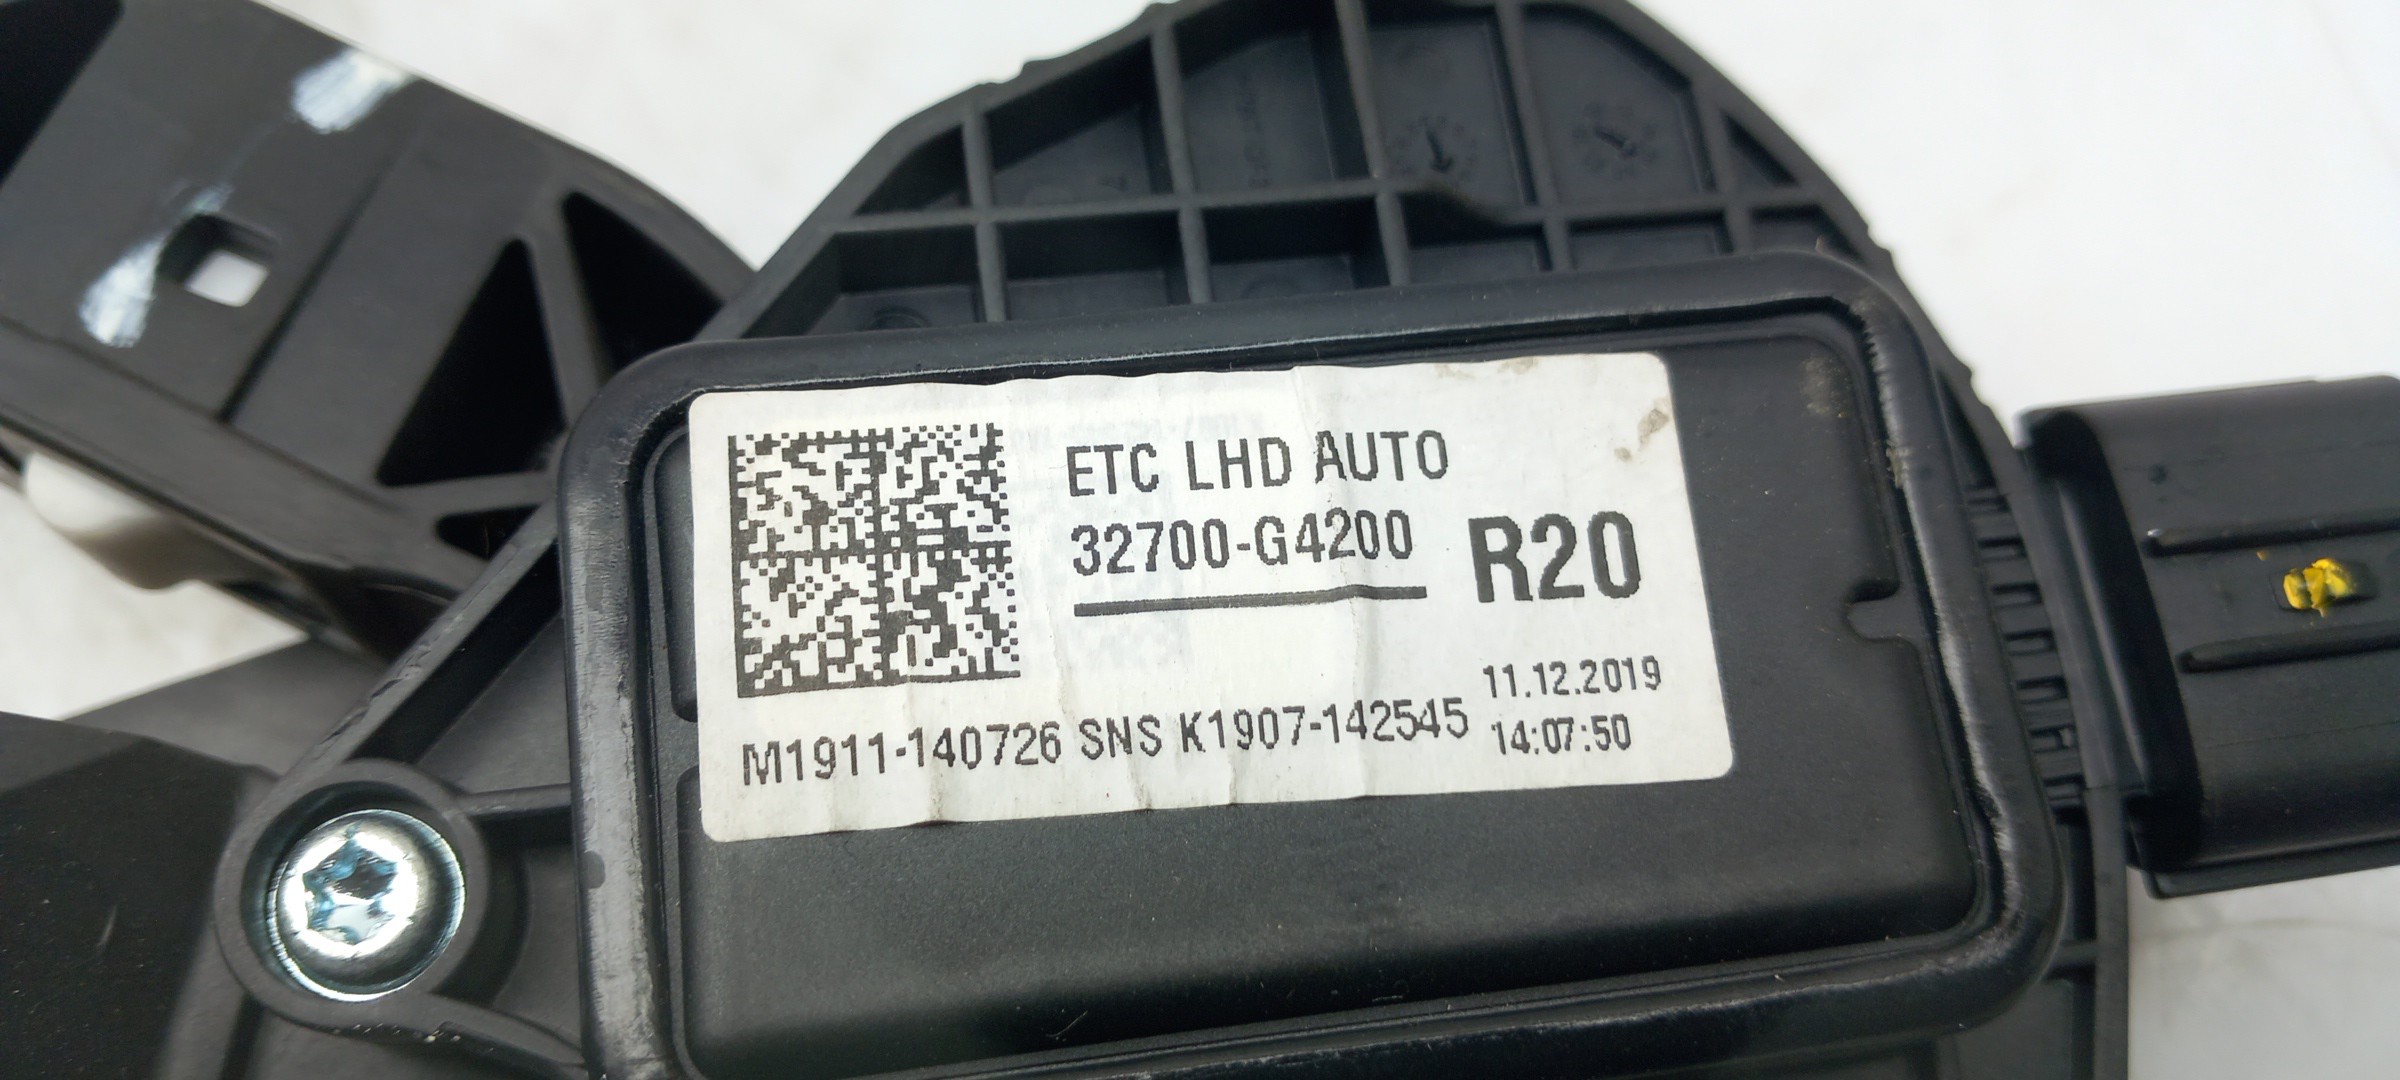 ETC LHD AUTO
32700-G4200 R20
11.12.2019
M1911-140726 SNS K1907-142545 14:07:50